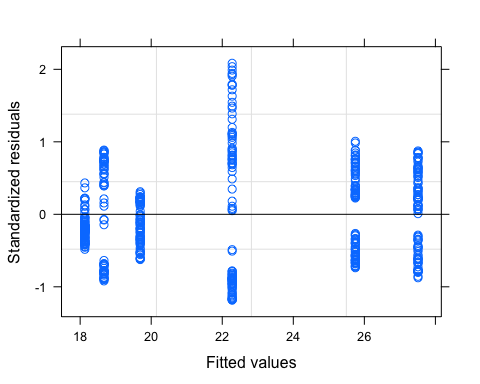 Standardized residuals
2
1
0
-1
18 20 22 24 26
Fitted values